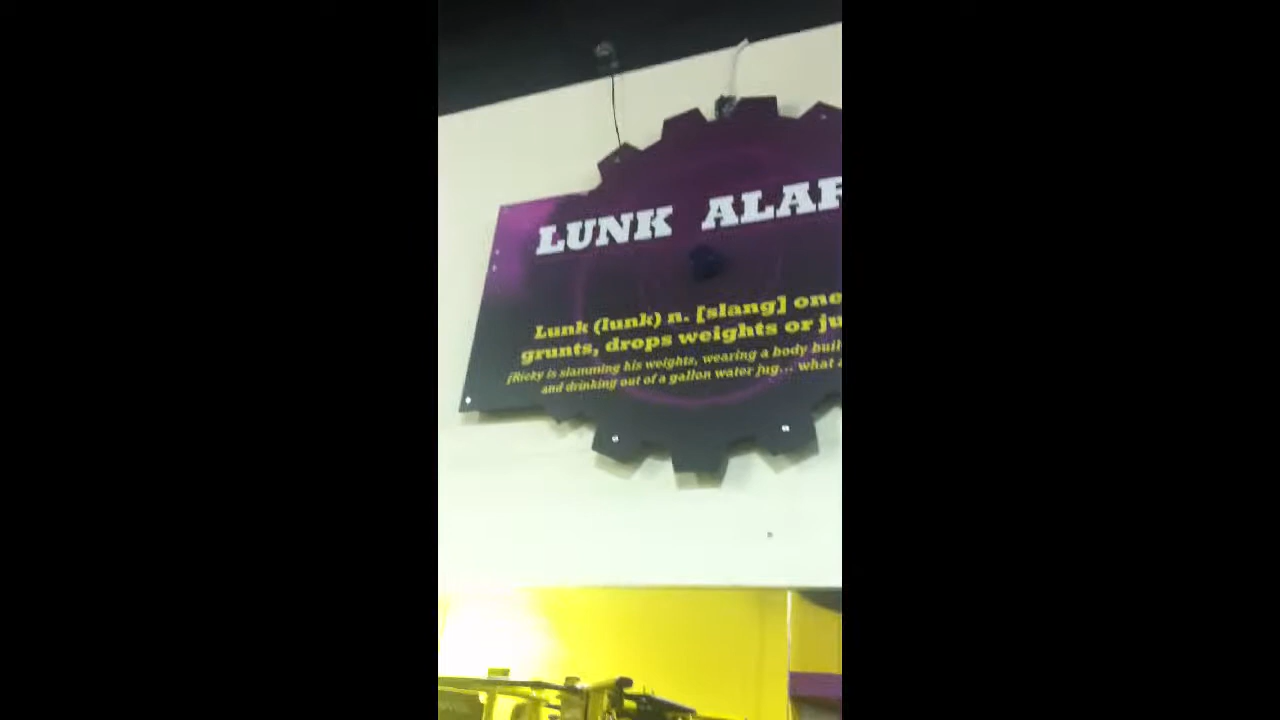 LUNK ALAR
Lunk (lunk) n. [slang] one
grunts, drops weights or ju
[Ricky is slamming his weights, wearing a body buil
and drinking out of a gallon water jug... what a